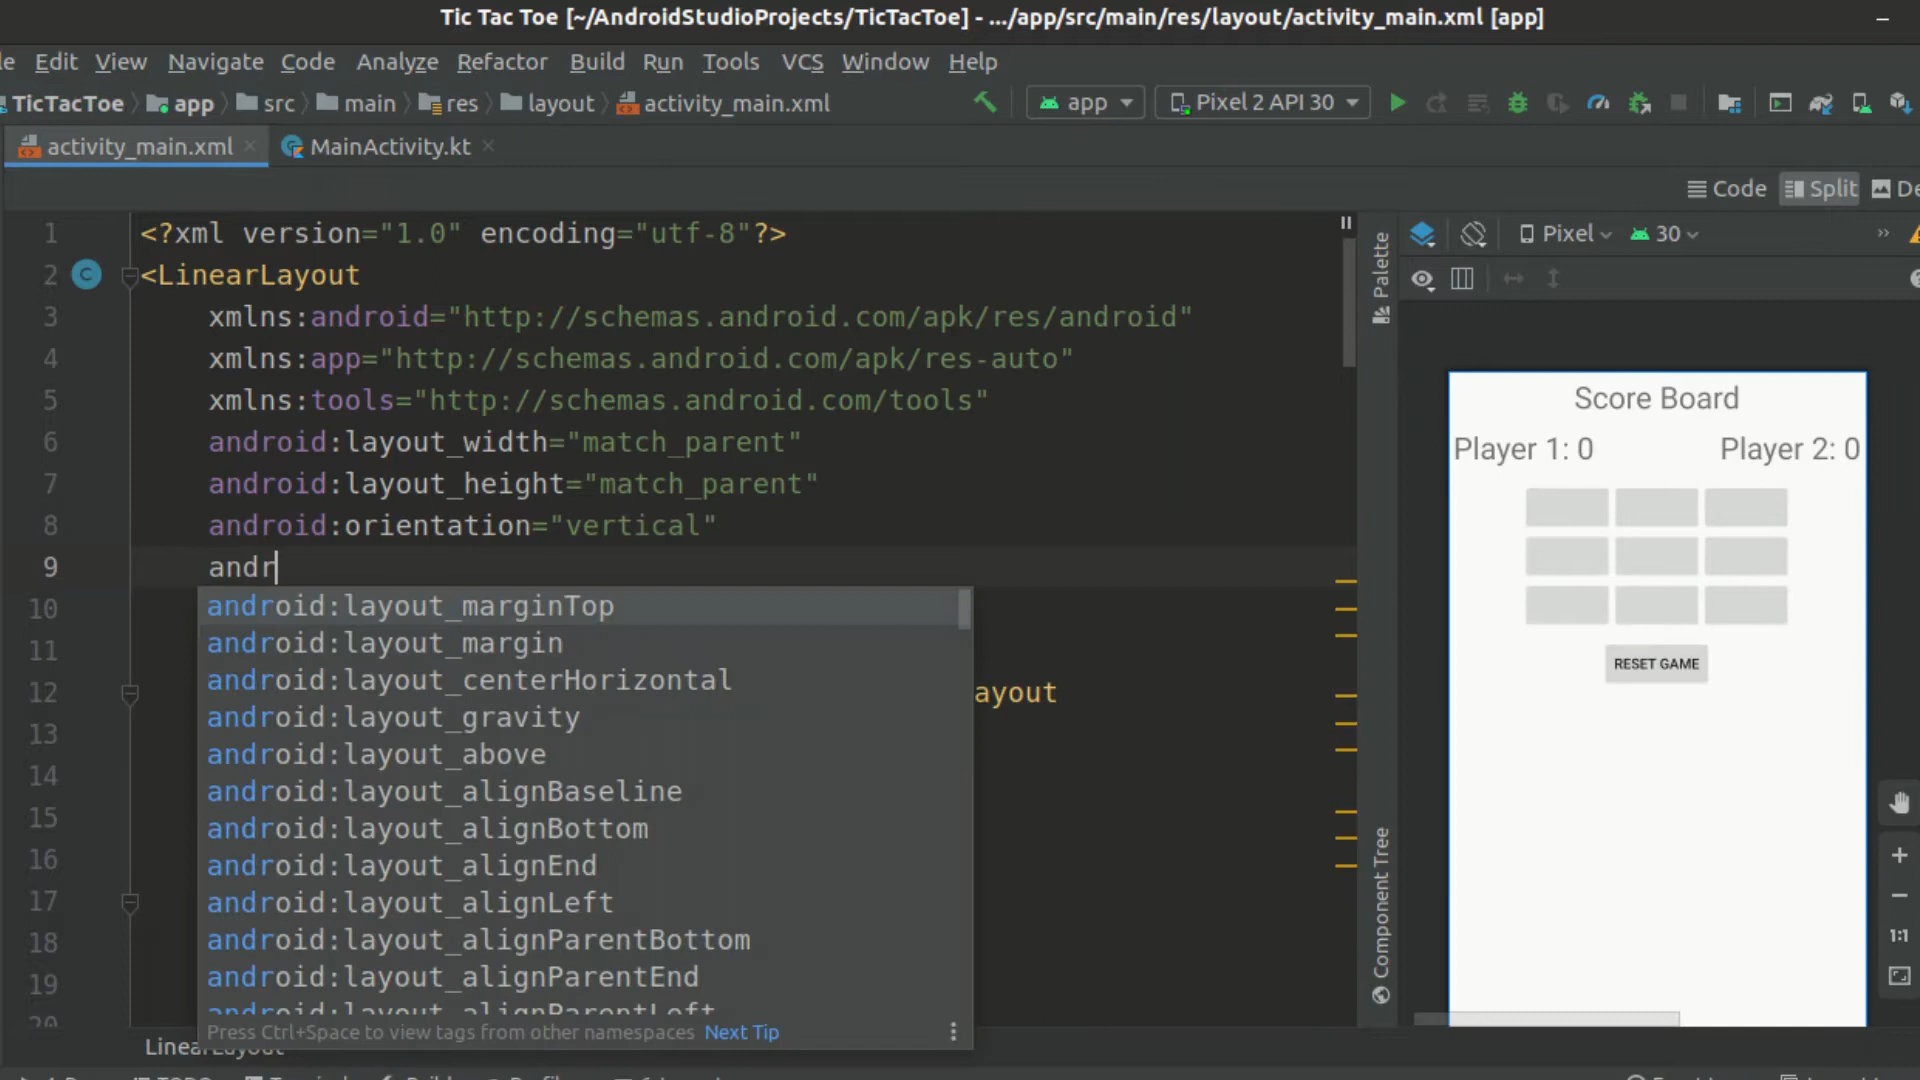 Tic Tac Toe [~/AndroidStudioProjects/TicTacToe] - .../app/src/main/res/layout/activity_main.xml [app]
Edit View Navigate Code Analyze Refactor Build Run Tools VCS Window Help
TicTacToe app src main res layout activity_main.xml app Pixel 2 API 30
activity_main.xml MainActivity.kt
Code Split
1 <?xml version="1.0" encoding="utf-8"?>
2 <LinearLayout
3 xmlns:android="http://schemas.android.com/apk/res/android"
4 xmlns:app="http://schemas.android.com/apk/res-auto"
5 xmlns:tools="http://schemas.android.com/tools"
6 android:layout_width="match_parent"
7 android:layout_height="match_parent"
8 android:orientation="vertical"
9 andr
10
11
12 ayout
13
14
15
16
17
18
19
20
android:layout_marginTop
android:layout_margin
android:layout_centerHorizontal
android:layout_gravity
android:layout_above
android:layout_alignBaseline
android:layout_alignBottom
android:layout_alignEnd
android:layout_alignLeft
android:layout_alignParentBottom
android:layout_alignParentEnd
android:layout_alignParentLeft
Press Ctrl+Space to view tags from other namespaces Next Tip
LinearLayout
Palette
Component Tree
Pixel 30
Score Board
Player 1: 0 Player 2: 0
RESET GAME
1:1